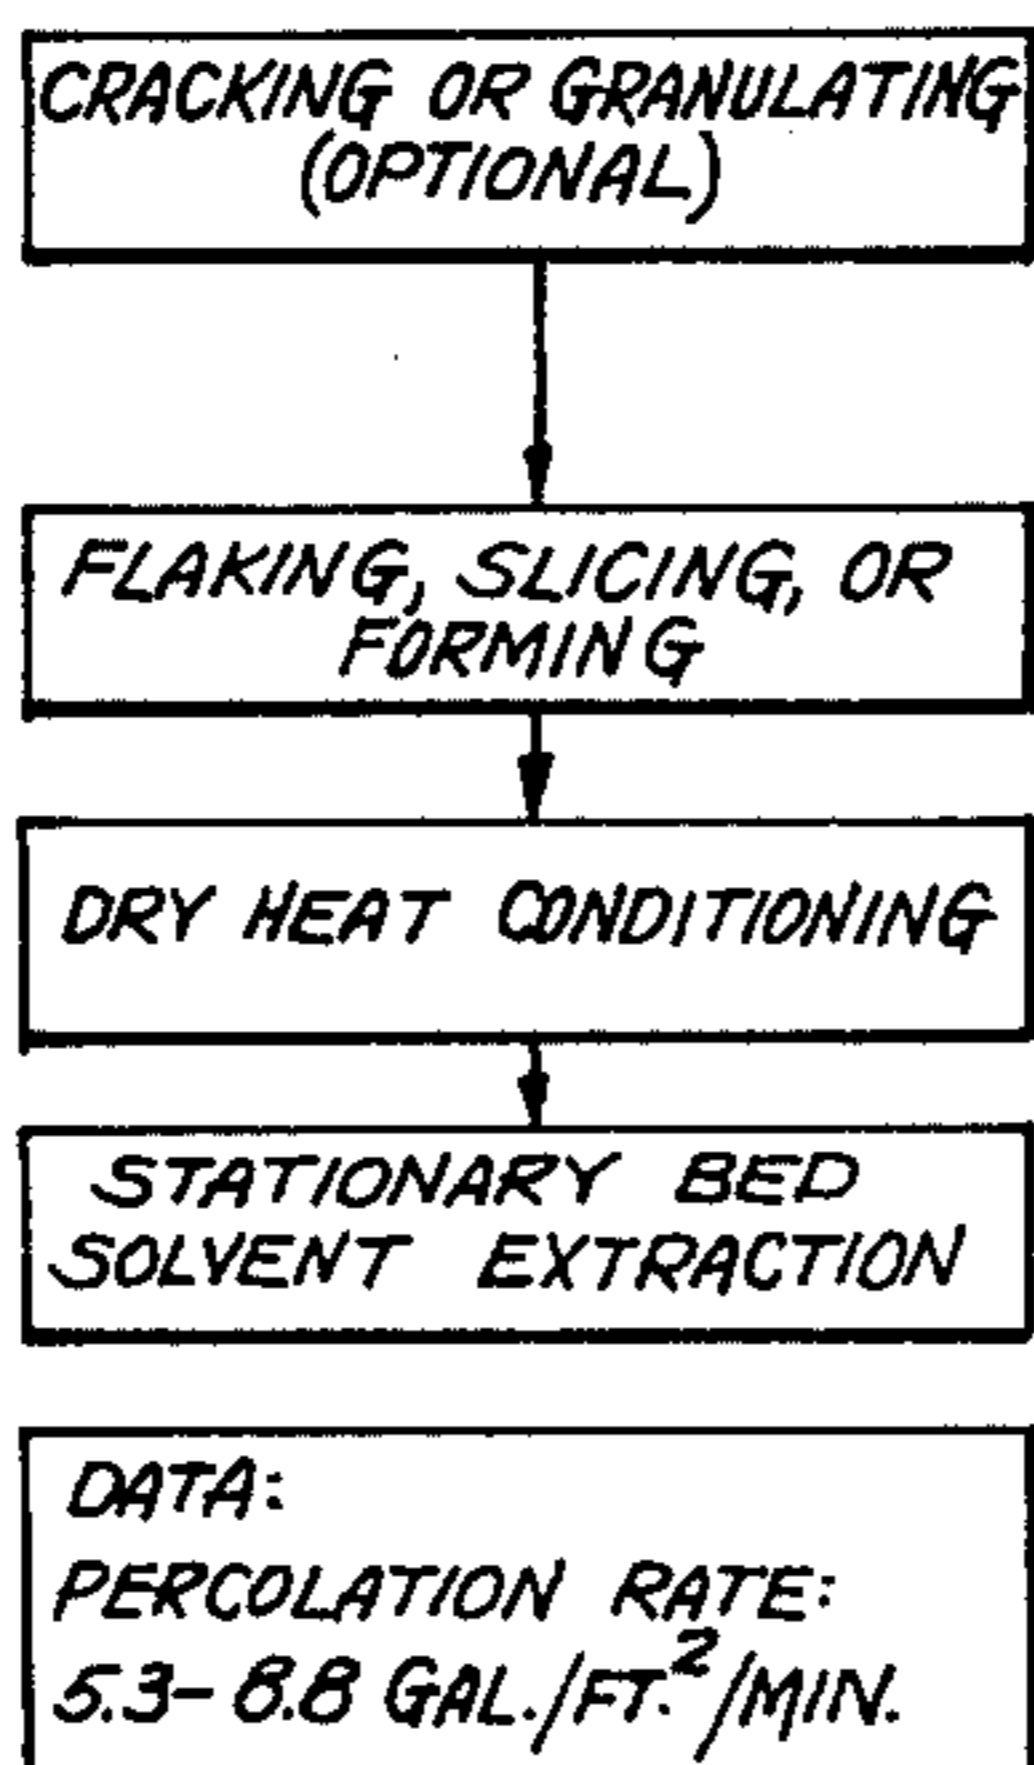 CRACKING OR GRANULATING
(OPTIONAL)
FLAKING, SLICING, OR
FORMING
DRY HEAT CONDITIONING
STATIONARY BED
SOLVENT EXTRACTION
DATA:
PERCOLATION RATE:
5.3-8.8 GAL./FT.²/MIN.